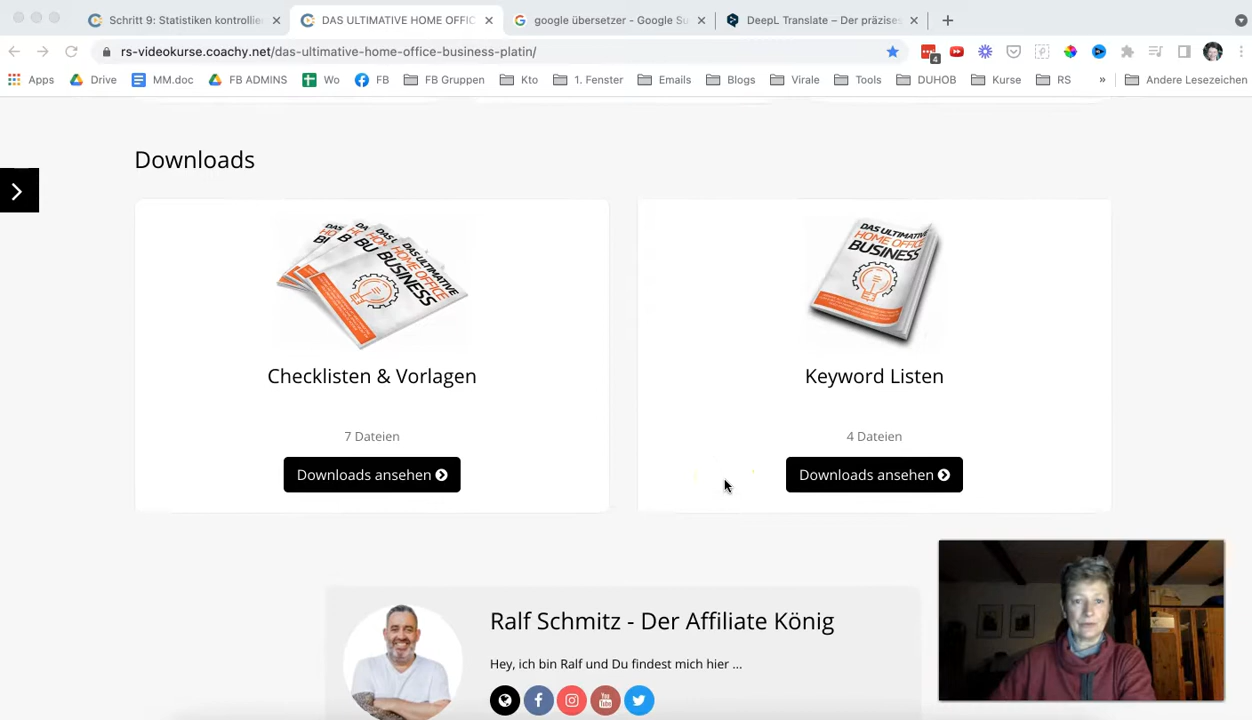 Schritt 9: Statistiken kontrollie
DAS ULTIMATIVE HOME OFFIC
google übersetzer - Google Su
DeepL Translate – Der präzises
rs-videokurse.coachy.net/das-ultimative-home-office-business-platin/
4
Apps
Drive
MM.doc
FB ADMINS
Wo
FB
FB Gruppen
Kto
1. Fenster
Emails
Blogs
Virale
Tools
DUHOB
Kurse
RS
»
Andere Lesezeichen
Downloads
DAS ULTIMATIVE
HOME OFFICE
BUSINESS
DAS ULTIMATIVE
HOME OFFICE
BUSINESS
Checklisten & Vorlagen
Keyword Listen
7 Dateien
4 Dateien
Downloads ansehen
Downloads ansehen
Ralf Schmitz - Der Affiliate König
Hey, ich bin Ralf und Du findest mich hier ...